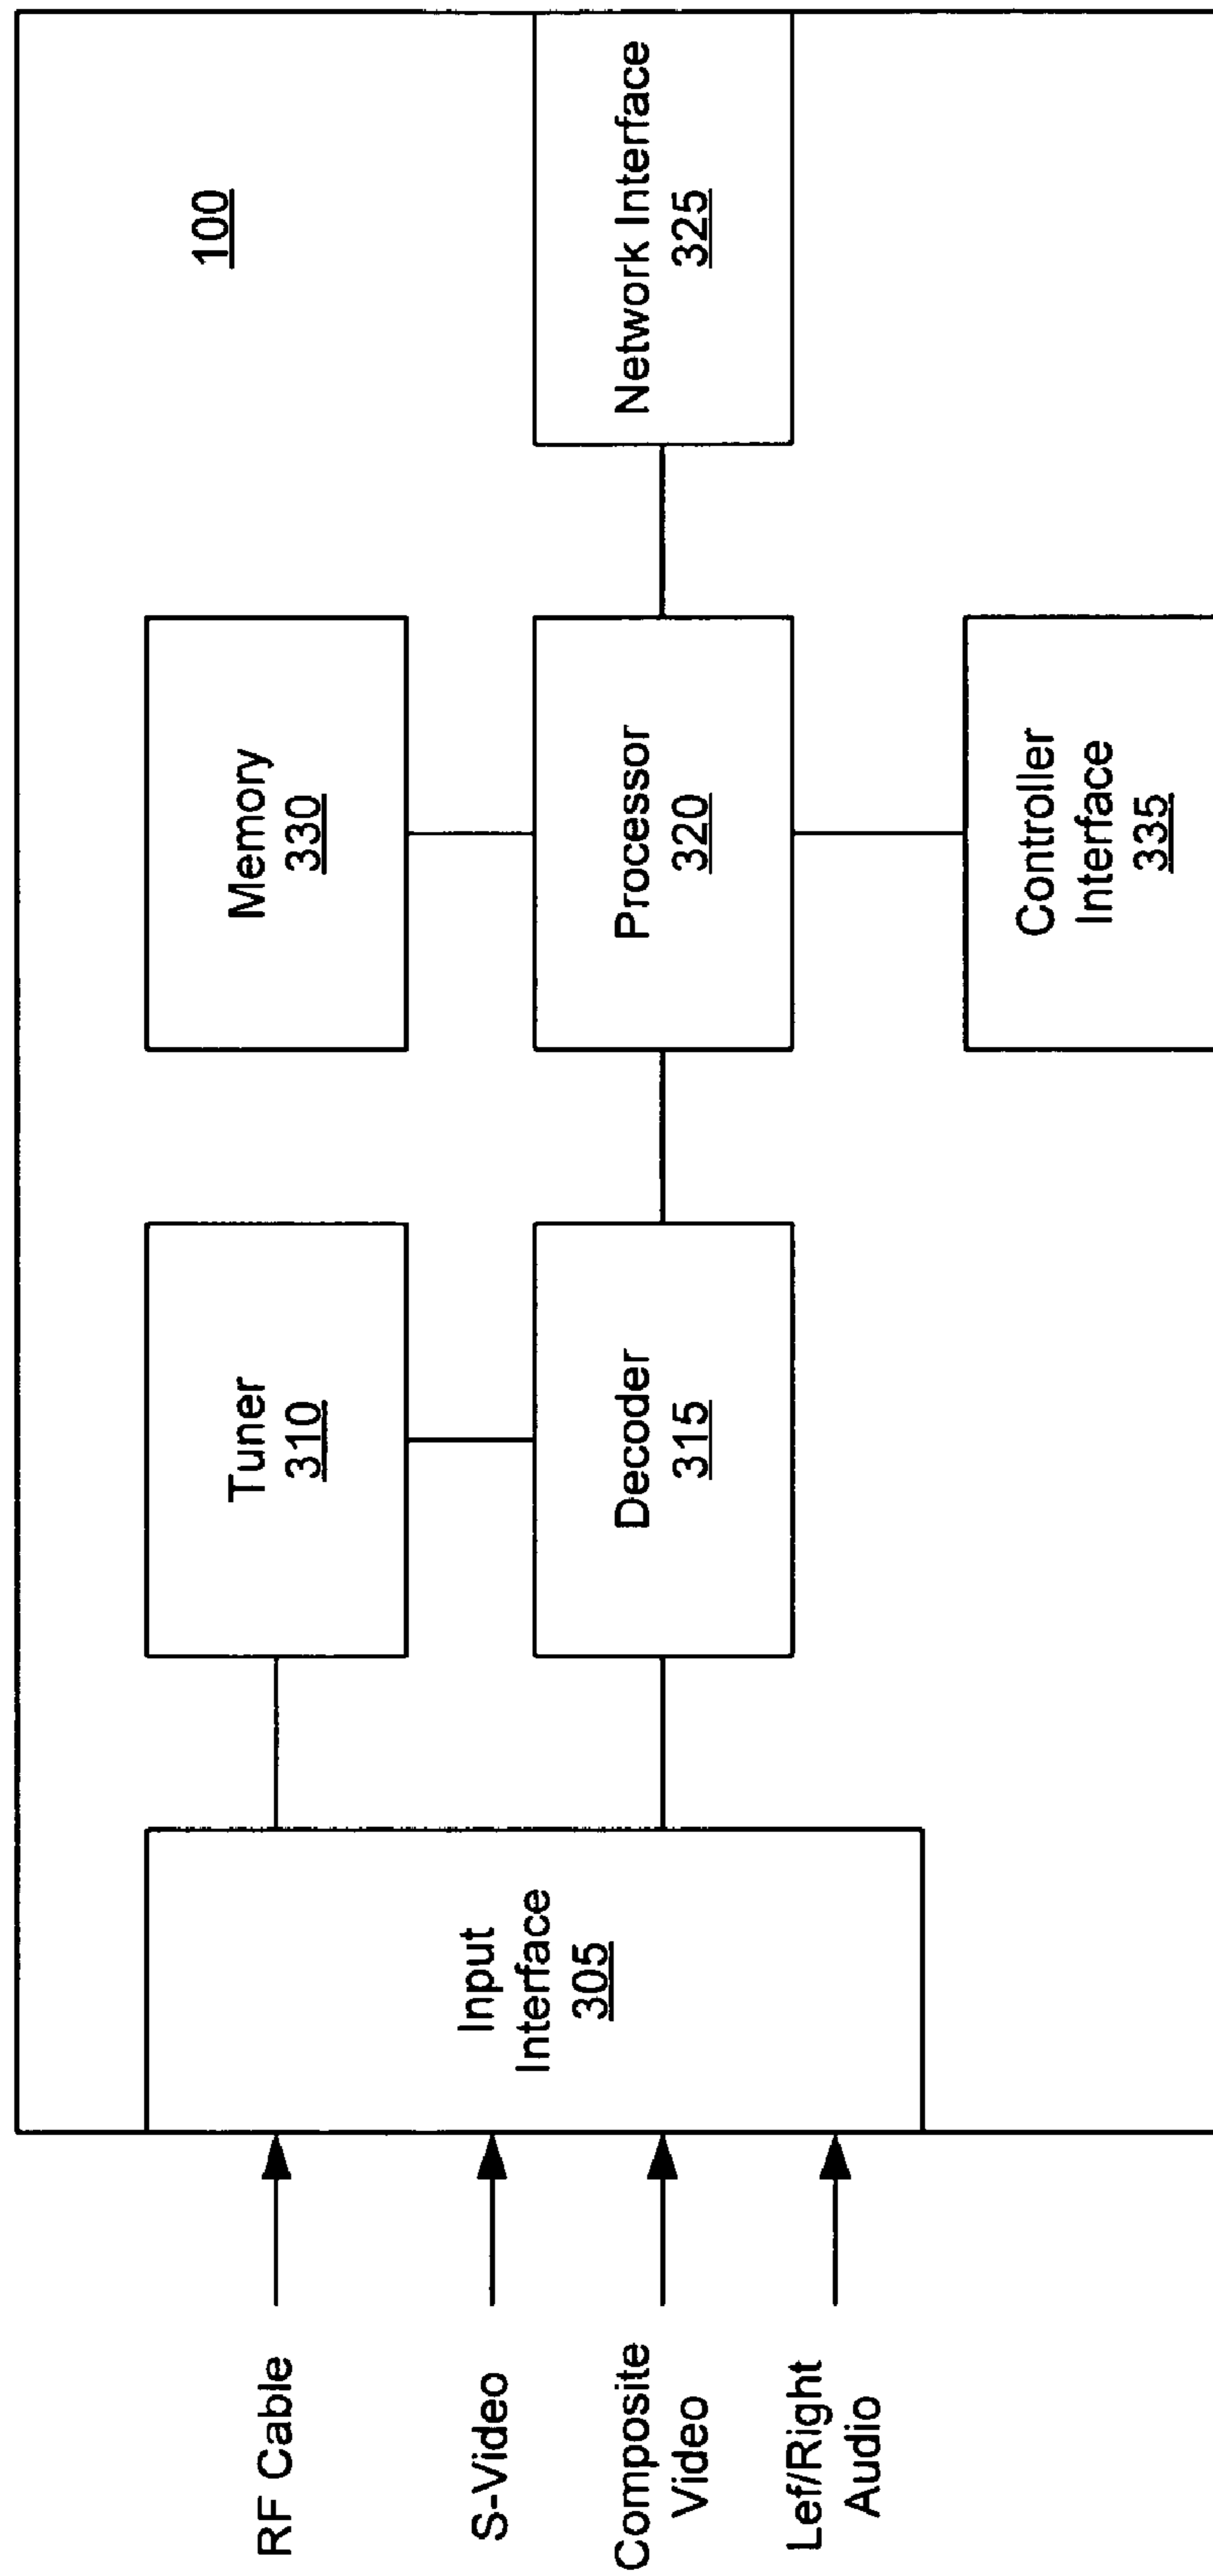 100
RF Cable
S-Video
Composite
Video
Lef/Right
Audio
Input
Interface
305
Tuner
310
Decoder
315
Memory
330
Processor
320
Controller
Interface
335
Network Interface
325